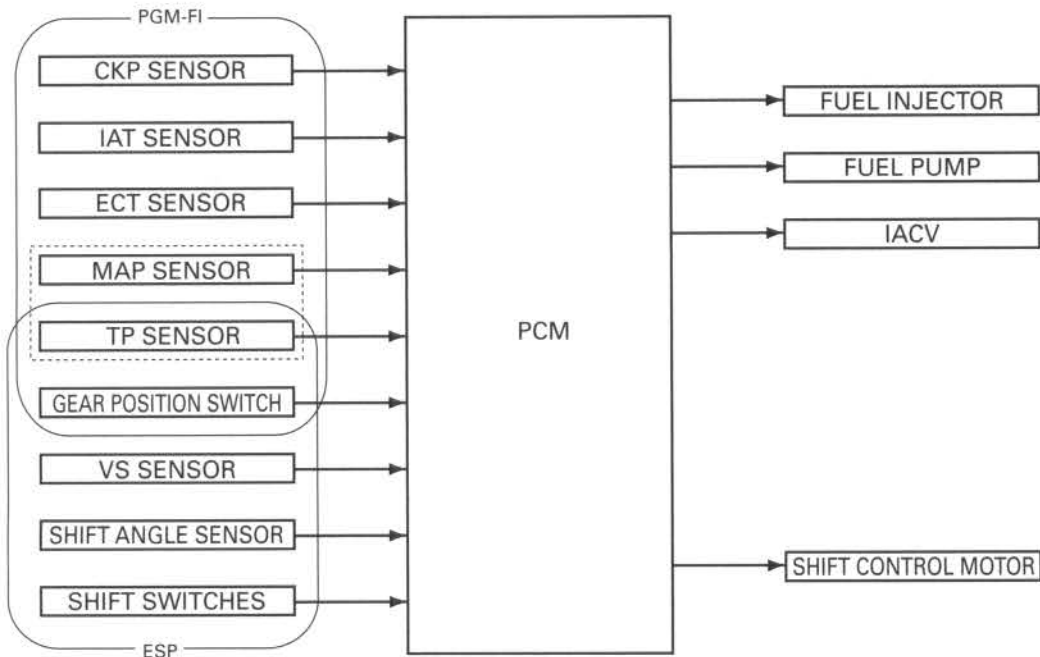 PGM-FI
CKP SENSOR
IAT SENSOR
ECT SENSOR
MAP SENSOR
TP SENSOR
GEAR POSITION SWITCH
VS SENSOR
SHIFT ANGLE SENSOR
SHIFT SWITCHES
ESP
PCM
FUEL INJECTOR
FUEL PUMP
IACV
SHIFT CONTROL MOTOR